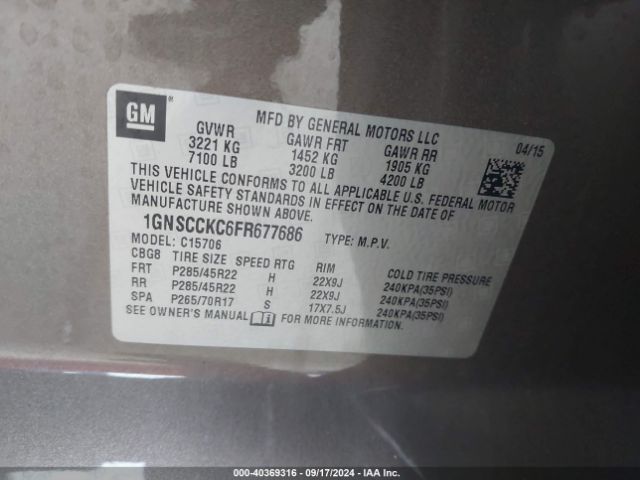 GM ®
MFD BY GENERAL MOTORS LLC 04/15
GVWR GAWR FRT GAWR RR
3221 KG 1452 KG 1905 KG
7100 LB 3200 LB 4200 LB
THIS VEHICLE CONFORMS TO ALL APPLICABLE U.S. FEDERAL MOTOR
VEHICLE SAFETY STANDARDS IN EFFECT ON THE DATE OF
MANUFACTURE SHOWN ABOVE.
1GNSCCKC6FR677686 TYPE: M.P.V.
MODEL: C15706
CBG8 TIRE SIZE SPEED RTG RIM COLD TIRE PRESSURE
FRT P285/45R22 H 22X9J 240KPA(35PSI)
RR P285/45R22 H 22X9J 240KPA(35PSI)
SPA P265/70R17 S 17X7.5J 240KPA(35PSI)
SEE OWNER'S MANUAL i FOR MORE INFORMATION.
000-40369316 - 09/17/2024 - IAA Inc.